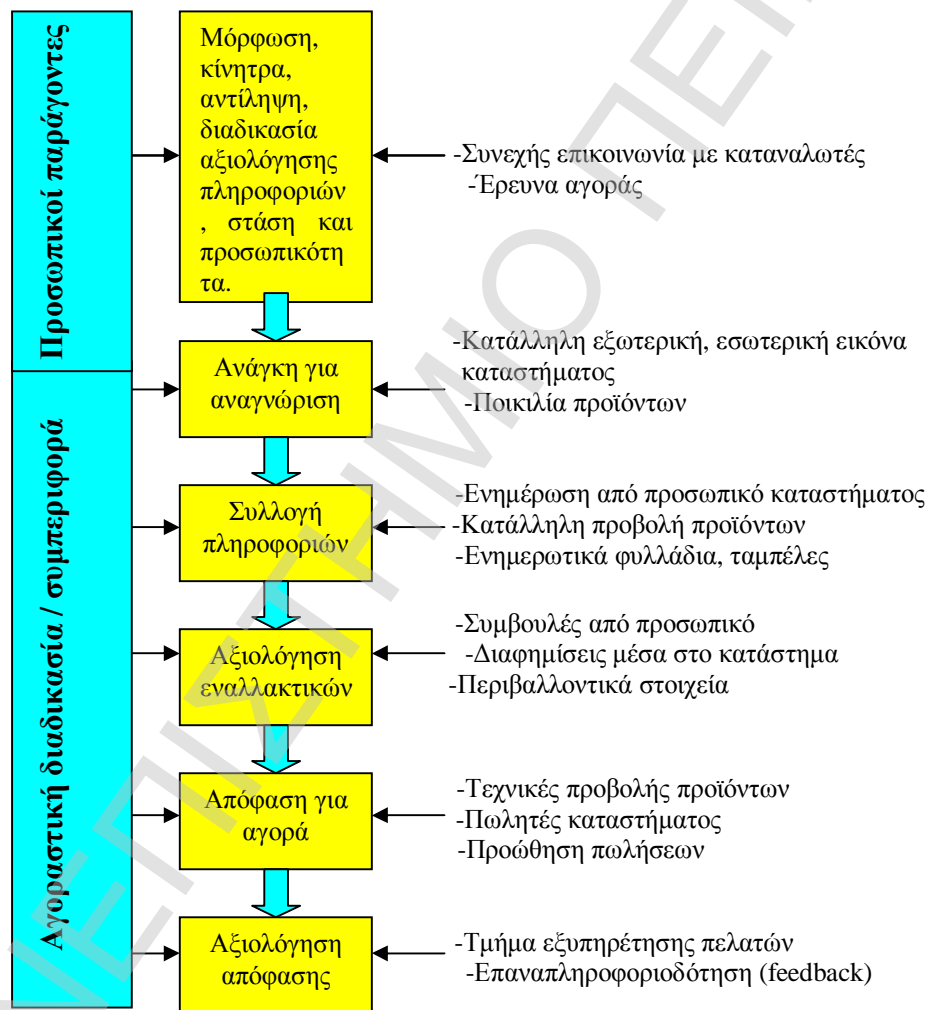 Προσωπικοί παράγοντες
Μόρφωση,
κίνητρα,
αντίληψη,
διαδικασία
αξιολόγησης
πληροφοριών
, στάση και
προσωπικότη
τα.
-Συνεχής επικοινωνία με καταναλωτές
-Έρευνα αγοράς
Αγοραστική διαδικασία / συμπεριφορά
Ανάγκη για
αναγνώριση
-Κατάλληλη εξωτερική, εσωτερική εικόνα
καταστήματος
-Ποικιλία προϊόντων
Συλλογή
πληροφοριών
-Ενημέρωση από προσωπικό καταστήματος
-Κατάλληλη προβολή προϊόντων
-Ενημερωτικά φυλλάδια, ταμπέλες
Αξιολόγηση
εναλλακτικών
-Συμβουλές από προσωπικό
-Διαφημίσεις μέσα στο κατάστημα
-Περιβαλλοντικά στοιχεία
Απόφαση για
αγορά
-Τεχνικές προβολής προϊόντων
-Πωλητές καταστήματος
-Προώθηση πωλήσεων
Αξιολόγηση
απόφασης
-Τμήμα εξυπηρέτησης πελατών
-Επαναπληροφοριοδότηση (feedback)